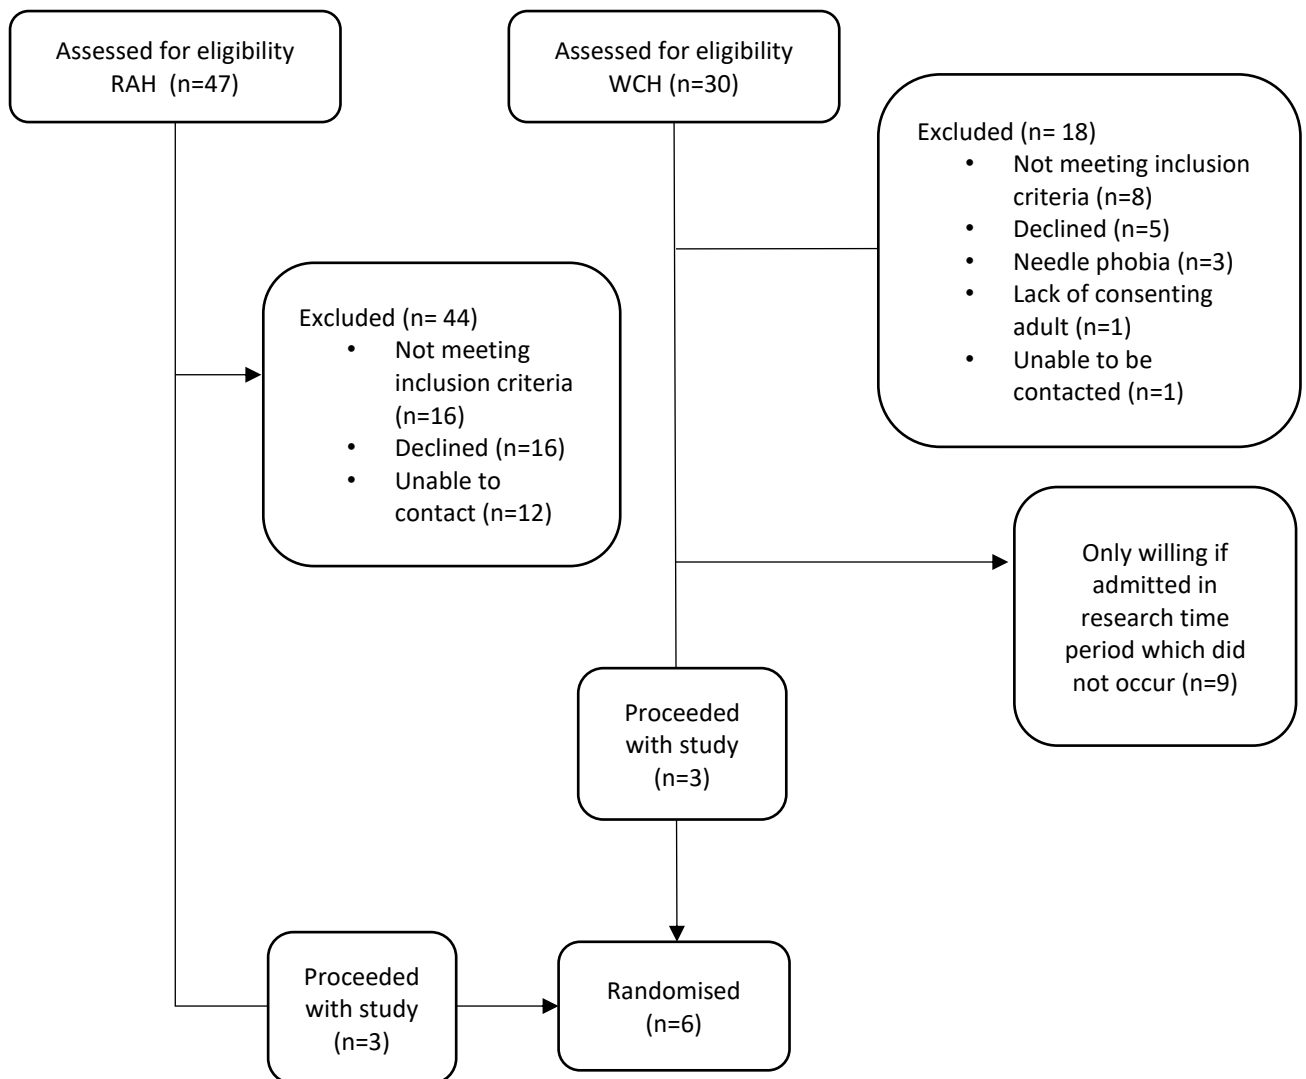 Assessed for eligibility
RAH  (n=47)
Assessed for eligibility
WCH (n=30)
Excluded (n= 18)
• Not meeting inclusion
criteria (n=8)
• Declined (n=5)
• Needle phobia (n=3)
• Lack of consenting
adult (n=1)
• Unable to be
contacted (n=1)
Excluded (n= 44)
• Not meeting
inclusion criteria
(n=16)
• Declined (n=16)
• Unable to
contact (n=12)
Only willing if
admitted in
research time
period which did
not occur (n=9)
Proceeded
with study
(n=3)
Proceeded
with study
(n=3)
Randomised
(n=6)